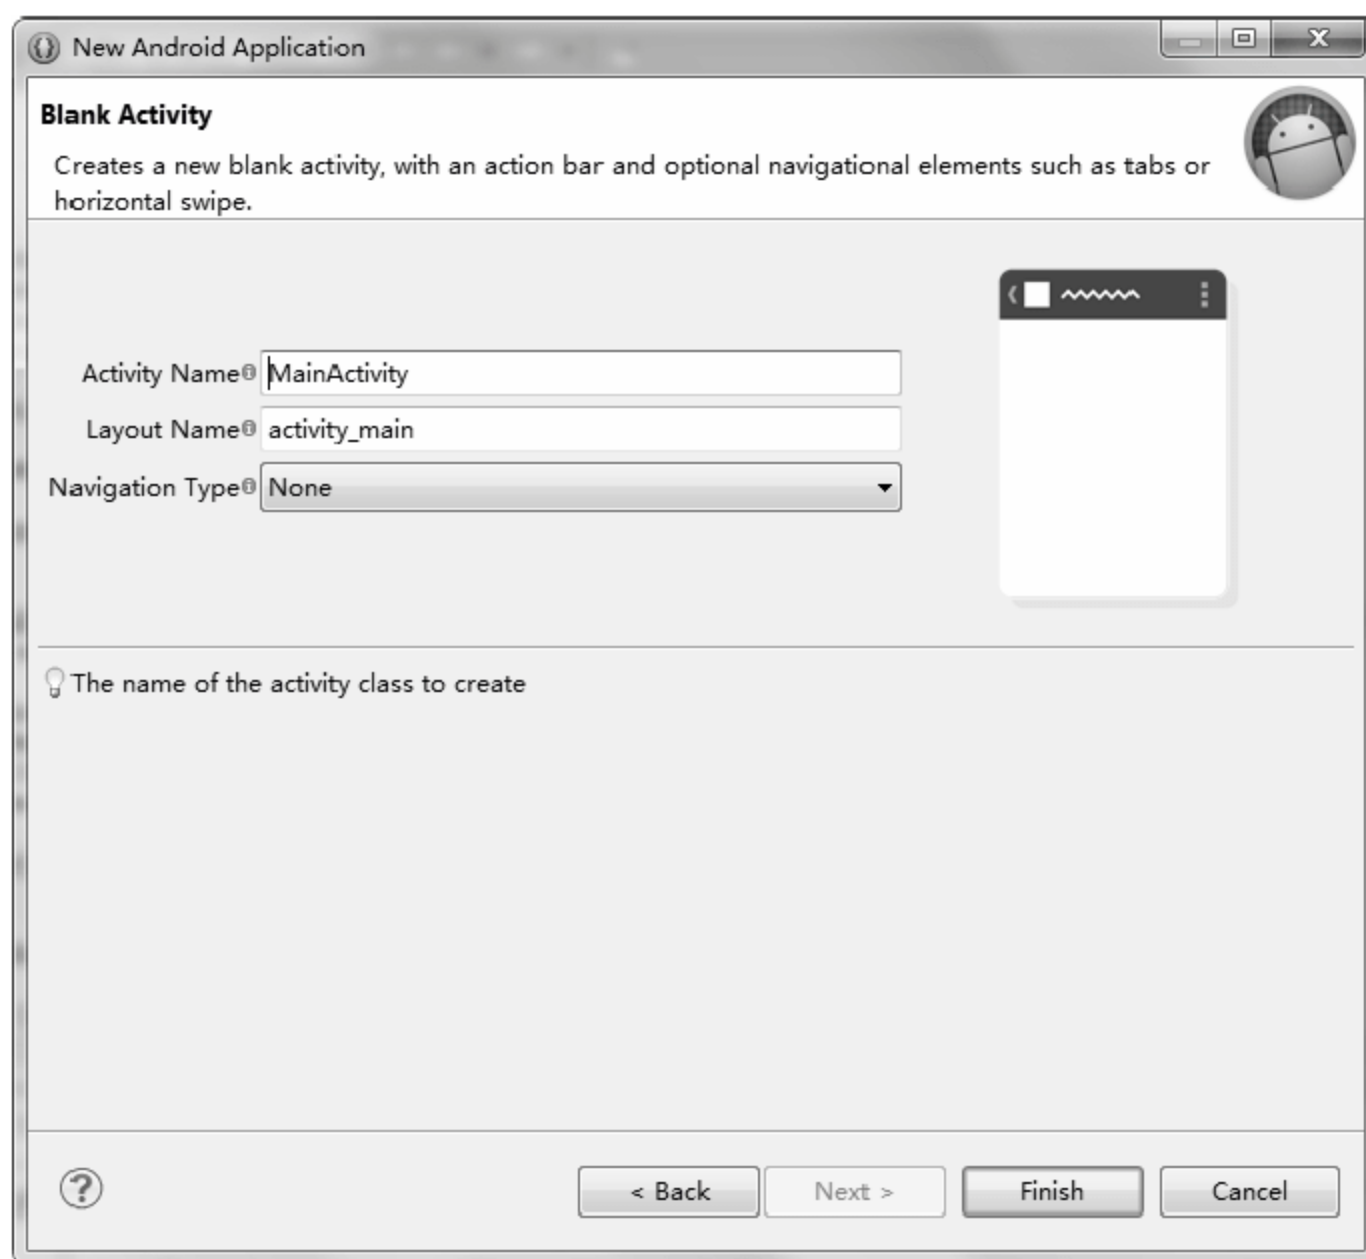 New Android Application
Blank Activity
Creates a new blank activity, with an action bar and optional navigational elements such as tabs or
horizontal swipe.
Activity Name MainActivity
Layout Name activity_main
Navigation Type None
The name of the activity class to create
< Back Next > Finish Cancel